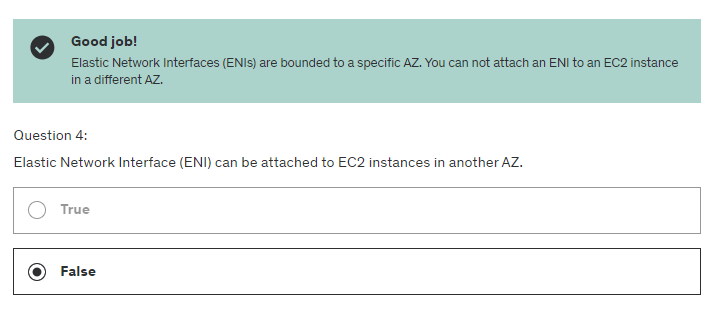 Good job!
Elastic Network Interfaces (ENIs) are bounded to a specific AZ. You can not attach an ENI to an EC2 instance
in a different AZ.
Question 4:
Elastic Network Interface (ENI) can be attached to EC2 instances in another AZ.
True
False